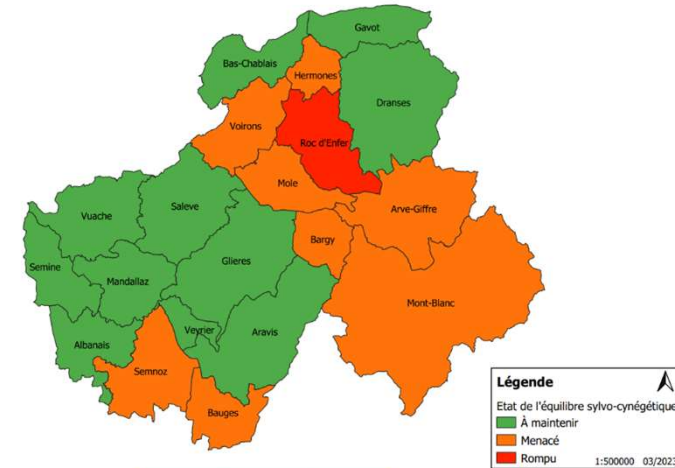 Gavot
Bas-Chablais
Hermones
Dranses
Voirons
Roc d'Enfer
Mole
Saleve
Arve-Giffre
Vuache
Bargy
Glieres
Semine
Mandallaz
Mont-Blanc
Veyrier
Aravis
Albanais
Semnoz
Bauges
Légende
Etat de l'équilibre sylvo-cynégétique
À maintenir
Menacé
Rompu
1:500000 03/2023